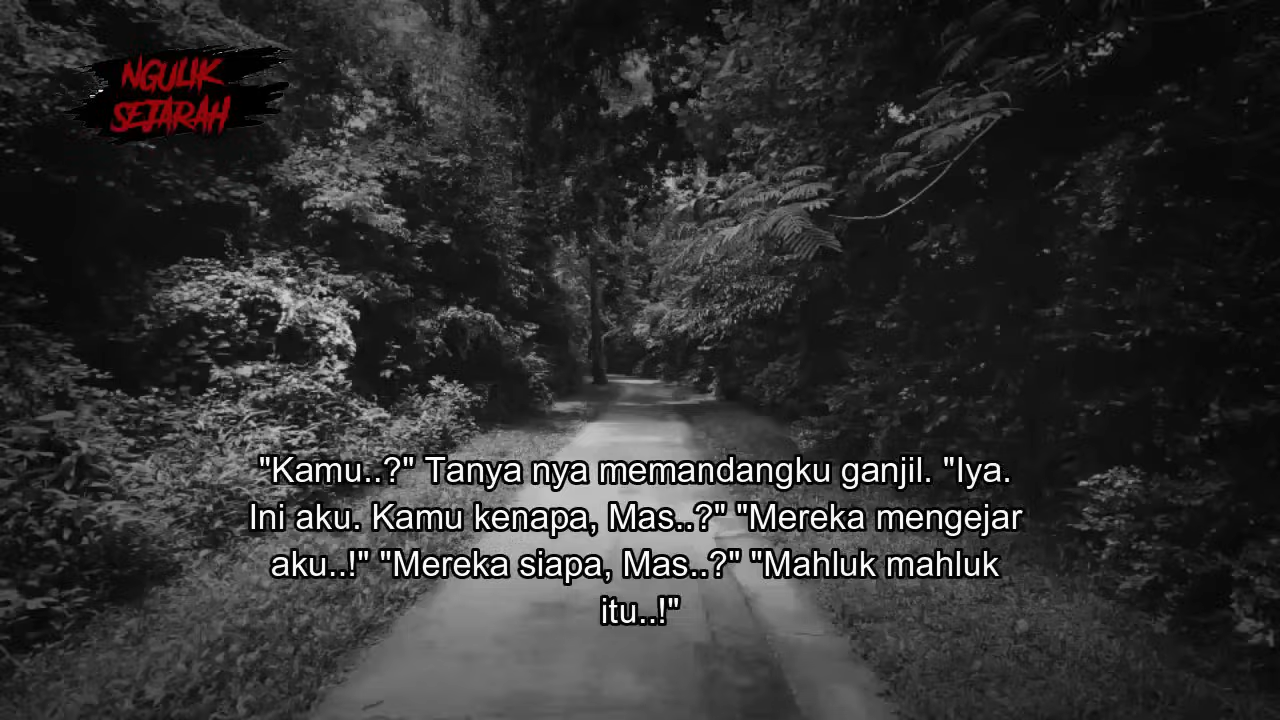 NGULIK
SEJARAH
"Kamu..?" Tanya nya memandangku ganjil. "Iya.
Ini aku. Kamu kenapa, Mas..?" "Mereka mengejar
aku..!" "Mereka siapa, Mas..?" "Mahluk mahluk
itu..!"